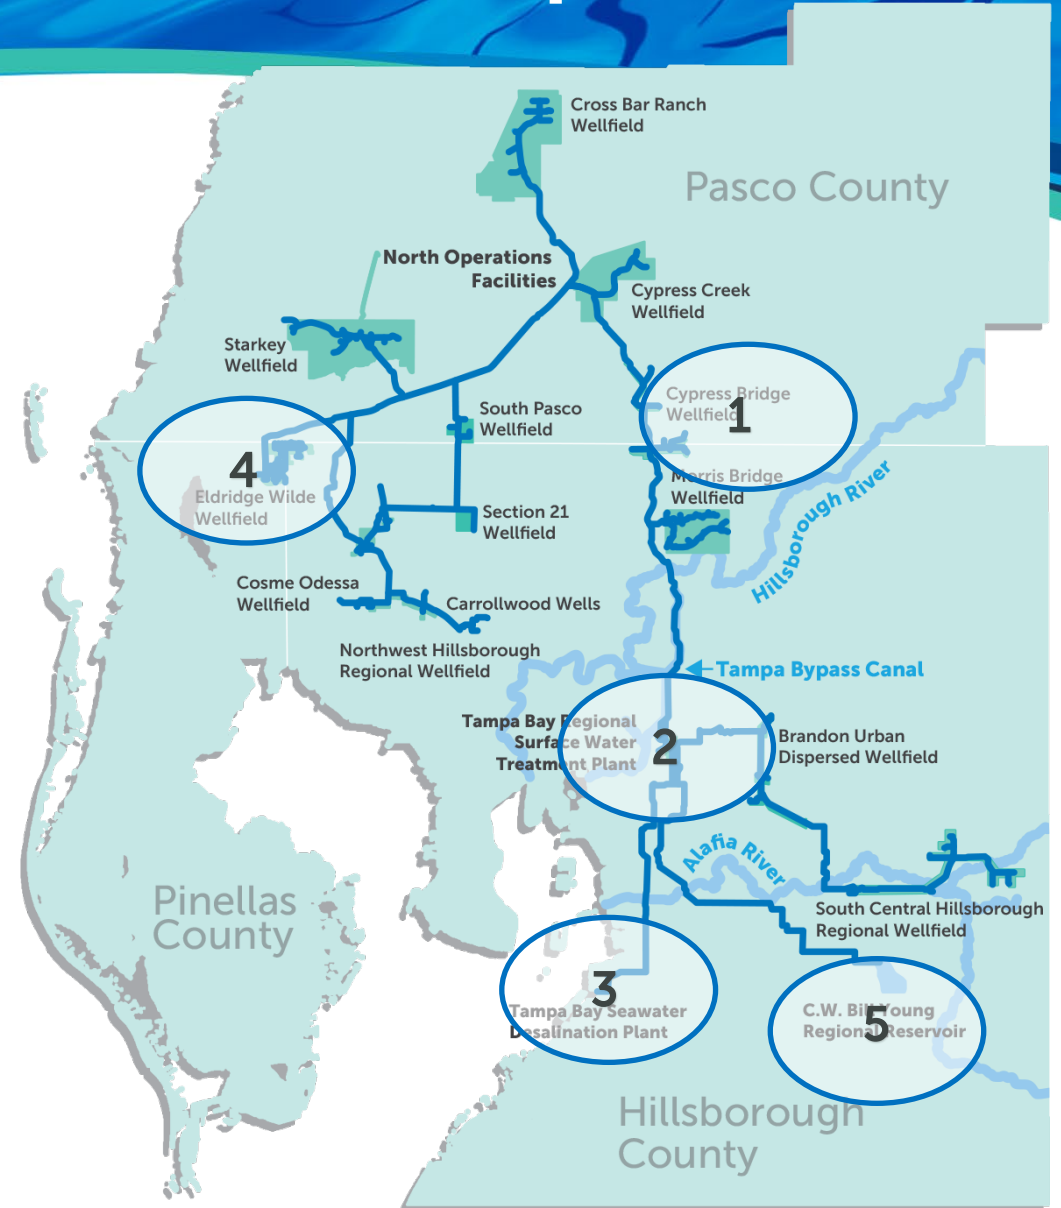 Cross Bar Ranch
Wellfield
Pasco County
North Operations
Facilities
Cypress Creek
Wellfield
Starkey
Wellfield
Cypress Bridge
Wellfield
1
South Pasco
Wellfield
4
Eldridge Wilde
Wellfield
Morris Bridge
Wellfield
Hillsborough River
Section 21
Wellfield
Cosme Odessa
Wellfield
Carrollwood Wells
Northwest Hillsborough
Regional Wellfield
Tampa Bypass Canal
Tampa Bay Regional
Surface Water
Treatment Plant
2
Brandon Urban
Dispersed Wellfield
Alafia River
Pinellas
County
South Central Hillsborough
Regional Wellfield
3
Tampa Bay Seawater
Desalination Plant
C.W. Bill Young
Regional Reservoir
5
Hillsborough
County